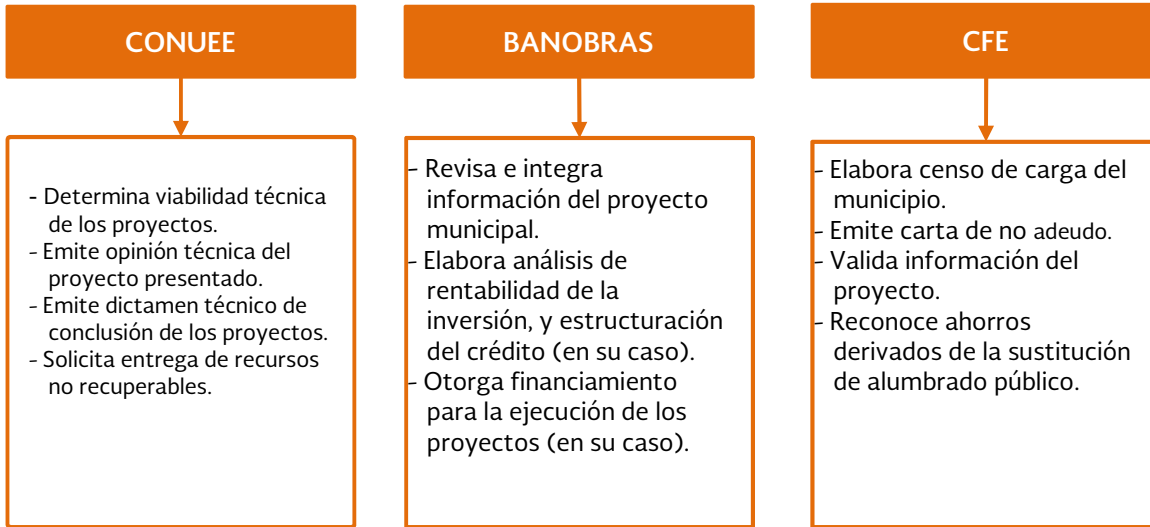 CONUEE
- Determina viabilidad técnica
de los proyectos.
- Emite opinión técnica del
proyecto presentado.
- Emite dictamen técnico de
conclusión de los proyectos.
- Solicita entrega de recursos
no recuperables.
BANOBRAS
- Revisa e integra
información del proyecto
municipal.
- Elabora análisis de
rentabilidad de la
inversión, y estructuración
del crédito (en su caso).
- Otorga financiamiento
para la ejecución de los
proyectos (en su caso).
CFE
- Elabora censo de carga del
municipio.
- Emite carta de no adeudo.
- Valida información del
proyecto.
- Reconoce ahorros
derivados de la sustitución
de alumbrado público.